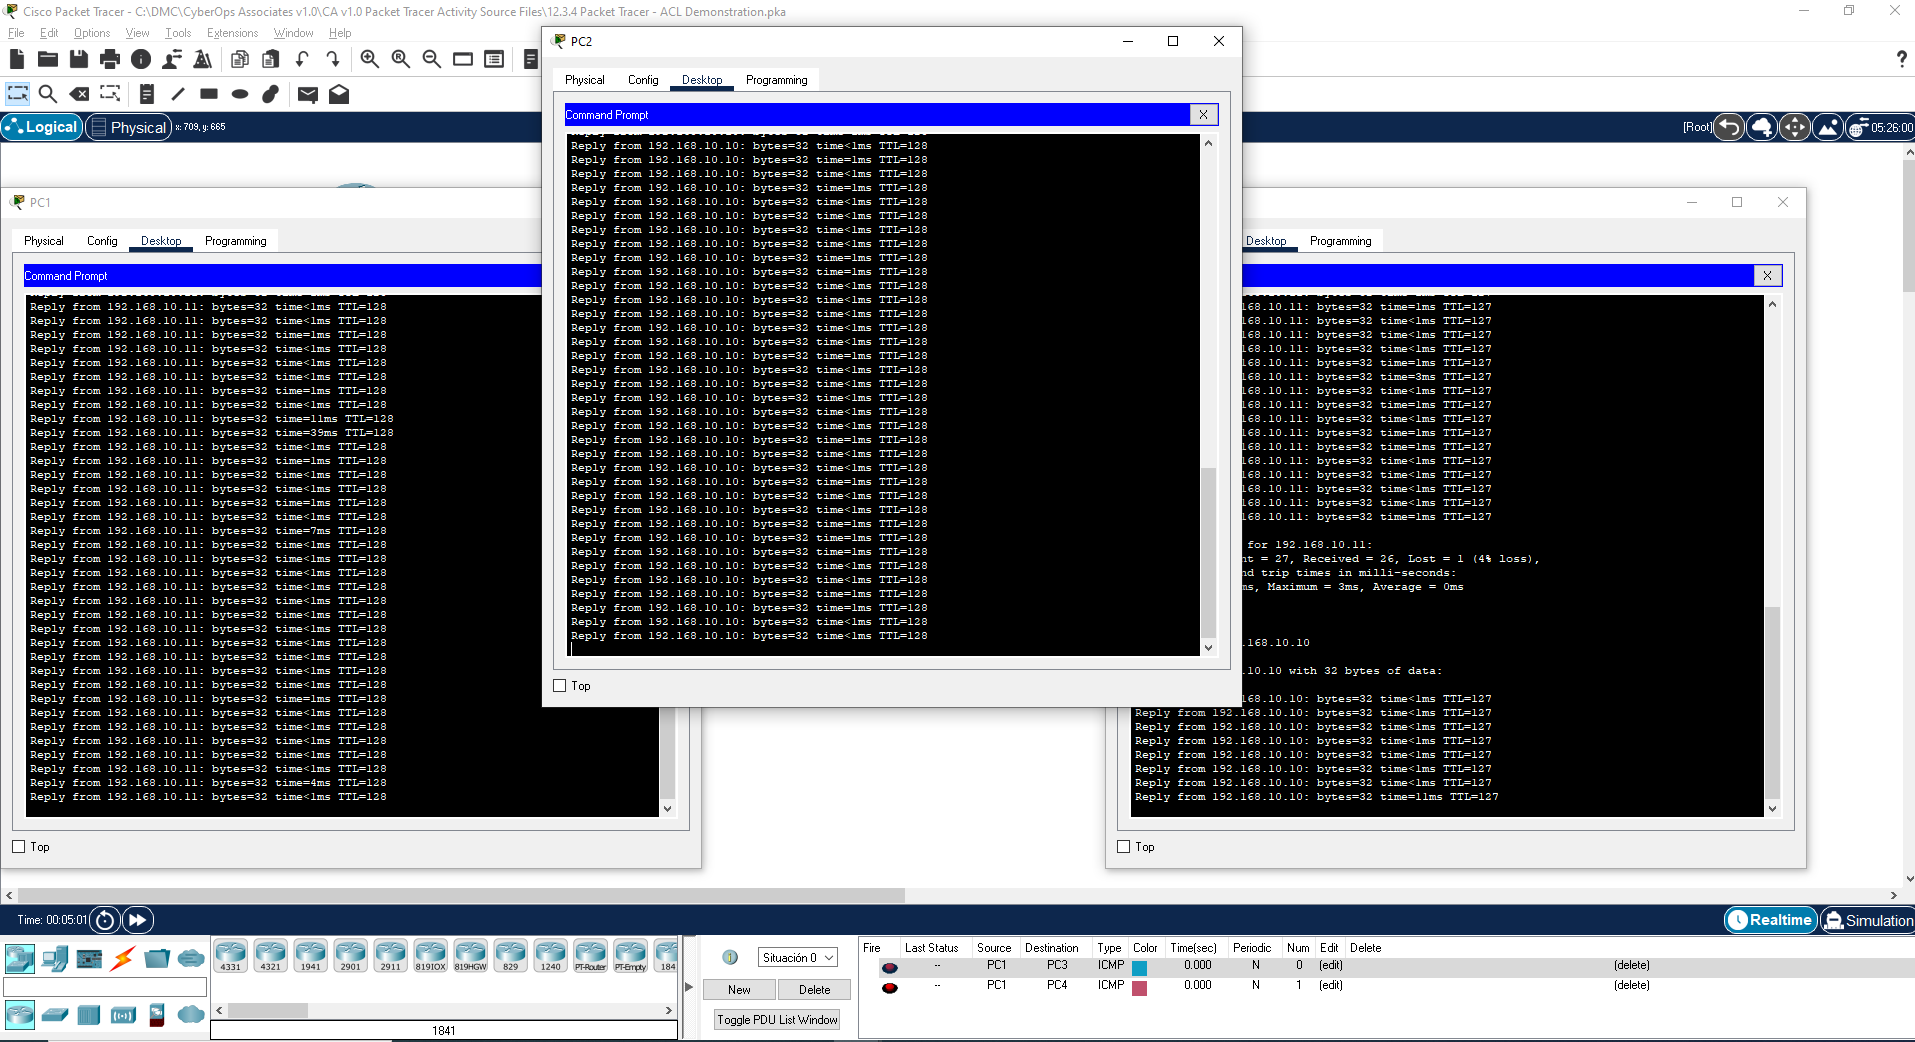 Cisco Packet Tracer - C:\DMC\CyberOps Associates v1.0\CA v1.0 Packet Tracer Activity Source Files\12.3.4 Packet Tracer - ACL Demonstration.pka
File Edit Options View Tools Extensions Window Help
Logical Physical x: 709, y: 665 [Root] 05:26:00
PC1
Physical Config Desktop Programming
Command Prompt
Reply from 192.168.10.11: bytes=32 time<1ms TTL=128
Reply from 192.168.10.11: bytes=32 time<1ms TTL=128
Reply from 192.168.10.11: bytes=32 time=1ms TTL=128
Reply from 192.168.10.11: bytes=32 time<1ms TTL=128
Reply from 192.168.10.11: bytes=32 time=1ms TTL=128
Reply from 192.168.10.11: bytes=32 time<1ms TTL=128
Reply from 192.168.10.11: bytes=32 time=1ms TTL=128
Reply from 192.168.10.11: bytes=32 time<1ms TTL=128
Reply from 192.168.10.11: bytes=32 time=11ms TTL=128
Reply from 192.168.10.11: bytes=32 time=39ms TTL=128
Reply from 192.168.10.11: bytes=32 time<1ms TTL=128
Reply from 192.168.10.11: bytes=32 time=1ms TTL=128
Reply from 192.168.10.11: bytes=32 time<1ms TTL=128
Reply from 192.168.10.11: bytes=32 time<1ms TTL=128
Reply from 192.168.10.11: bytes=32 time<1ms TTL=128
Reply from 192.168.10.11: bytes=32 time<1ms TTL=128
Reply from 192.168.10.11: bytes=32 time=7ms TTL=128
Reply from 192.168.10.11: bytes=32 time<1ms TTL=128
Reply from 192.168.10.11: bytes=32 time<1ms TTL=128
Reply from 192.168.10.11: bytes=32 time=1ms TTL=128
Reply from 192.168.10.11: bytes=32 time<1ms TTL=128
Reply from 192.168.10.11: bytes=32 time<1ms TTL=128
Reply from 192.168.10.11: bytes=32 time<1ms TTL=128
Reply from 192.168.10.11: bytes=32 time<1ms TTL=128
Reply from 192.168.10.11: bytes=32 time<1ms TTL=128
Reply from 192.168.10.11: bytes=32 time=1ms TTL=128
Reply from 192.168.10.11: bytes=32 time<1ms TTL=128
Reply from 192.168.10.11: bytes=32 time<1ms TTL=128
Reply from 192.168.10.11: bytes=32 time<1ms TTL=128
Reply from 192.168.10.11: bytes=32 time<1ms TTL=128
Reply from 192.168.10.11: bytes=32 time<1ms TTL=128
Reply from 192.168.10.11: bytes=32 time<1ms TTL=128
Reply from 192.168.10.11: bytes=32 time<1ms TTL=128
Reply from 192.168.10.11: bytes=32 time<1ms TTL=128
Reply from 192.168.10.11: bytes=32 time=4ms TTL=128
Reply from 192.168.10.11: bytes=32 time<1ms TTL=128
Top
PC2
Physical Config Desktop Programming
Command Prompt X
Reply from 192.168.10.10: bytes=32 time<1ms TTL=128
Reply from 192.168.10.10: bytes=32 time=1ms TTL=128
Reply from 192.168.10.10: bytes=32 time<1ms TTL=128
Reply from 192.168.10.10: bytes=32 time<1ms TTL=128
Reply from 192.168.10.10: bytes=32 time<1ms TTL=128
Reply from 192.168.10.10: bytes=32 time=1ms TTL=128
Reply from 192.168.10.10: bytes=32 time<1ms TTL=128
Reply from 192.168.10.10: bytes=32 time<1ms TTL=128
Reply from 192.168.10.10: bytes=32 time<1ms TTL=128
Reply from 192.168.10.10: bytes=32 time=1ms TTL=128
Reply from 192.168.10.10: bytes=32 time<1ms TTL=128
Reply from 192.168.10.10: bytes=32 time<1ms TTL=128
Reply from 192.168.10.10: bytes=32 time=1ms TTL=128
Reply from 192.168.10.10: bytes=32 time=1ms TTL=128
Reply from 192.168.10.10: bytes=32 time<1ms TTL=128
Reply from 192.168.10.10: bytes=32 time=1ms TTL=128
Reply from 192.168.10.10: bytes=32 time=1ms TTL=128
Reply from 192.168.10.10: bytes=32 time<1ms TTL=128
Reply from 192.168.10.10: bytes=32 time<1ms TTL=128
Reply from 192.168.10.10: bytes=32 time<1ms TTL=128
Reply from 192.168.10.10: bytes=32 time<1ms TTL=128
Reply from 192.168.10.10: bytes=32 time=1ms TTL=128
Reply from 192.168.10.10: bytes=32 time=1ms TTL=128
Reply from 192.168.10.10: bytes=32 time<1ms TTL=128
Reply from 192.168.10.10: bytes=32 time=1ms TTL=128
Reply from 192.168.10.10: bytes=32 time<1ms TTL=128
Reply from 192.168.10.10: bytes=32 time=1ms TTL=128
Reply from 192.168.10.10: bytes=32 time=1ms TTL=128
Reply from 192.168.10.10: bytes=32 time=1ms TTL=128
Reply from 192.168.10.10: bytes=32 time=1ms TTL=128
Reply from 192.168.10.10: bytes=32 time<1ms TTL=128
Reply from 192.168.10.10: bytes=32 time<1ms TTL=128
Reply from 192.168.10.10: bytes=32 time<1ms TTL=128
Reply from 192.168.10.10: bytes=32 time=1ms TTL=128
Reply from 192.168.10.10: bytes=32 time<1ms TTL=128
Reply from 192.168.10.10: bytes=32 time<1ms TTL=128
Top
Desktop Programming
X
68.10.11: bytes=32 time=1ms TTL=127
68.10.11: bytes=32 time<1ms TTL=127
68.10.11: bytes=32 time=1ms TTL=127
68.10.11: bytes=32 time<1ms TTL=127
68.10.11: bytes=32 time<1ms TTL=127
68.10.11: bytes=32 time=3ms TTL=127
68.10.11: bytes=32 time=1ms TTL=127
68.10.11: bytes=32 time<1ms TTL=127
68.10.11: bytes=32 time<1ms TTL=127
68.10.11: bytes=32 time=1ms TTL=127
68.10.11: bytes=32 time<1ms TTL=127
68.10.11: bytes=32 time=1ms TTL=127
68.10.11: bytes=32 time<1ms TTL=127
68.10.11: bytes=32 time<1ms TTL=127
68.10.11: bytes=32 time<1ms TTL=127
68.10.11: bytes=32 time=1ms TTL=127
for 192.168.10.11:
nt = 27, Received = 26, Lost = 1 (4% loss),
nd trip times in milli-seconds:
ms, Maximum = 3ms, Average = 0ms
.168.10.10
.10.10 with 32 bytes of data:
68.10.10: bytes=32 time<1ms TTL=127
Reply from 192.168.10.10: bytes=32 time<1ms TTL=127
Reply from 192.168.10.10: bytes=32 time=1ms TTL=127
Reply from 192.168.10.10: bytes=32 time<1ms TTL=127
Reply from 192.168.10.10: bytes=32 time<1ms TTL=127
Reply from 192.168.10.10: bytes=32 time<1ms TTL=127
Reply from 192.168.10.10: bytes=32 time<1ms TTL=127
Reply from 192.168.10.10: bytes=32 time=11ms TTL=127
Top
Time: 00:05:01 Realtime Simulation
4331 4321 1941 2901 2911 819IOX 819HGW 829 1240 PT-Router PT-Empty 184
1841
Situación 0
New Delete
Toggle PDU List Window
Fire Last Status Source Destination Type Color Time(sec) Periodic Num Edit Delete
-- PC1 PC3 ICMP 0.000 N 0 (edit) (delete)
-- PC1 PC4 ICMP 0.000 N 1 (edit) (delete)